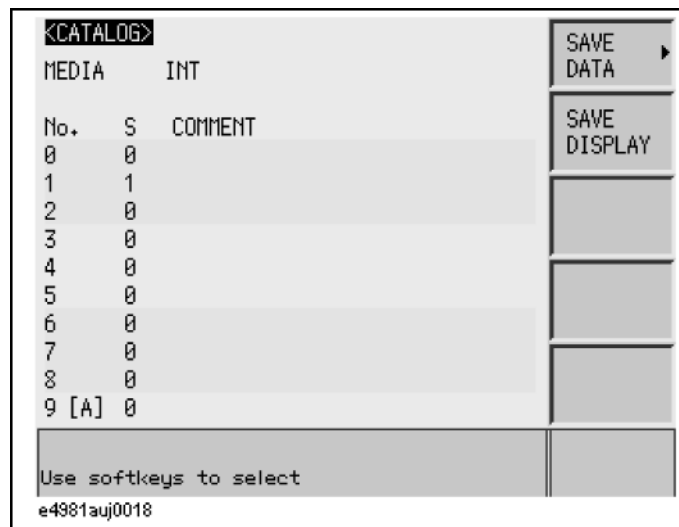 <CATALOG>
SAVE DATA
MEDIA INT
SAVE DISPLAY
No. S COMMENT
0 0
1 1
2 0
3 0
4 0
5 0
6 0
7 0
8 0
9 [A] 0
Use softkeys to select
e4981auj0018